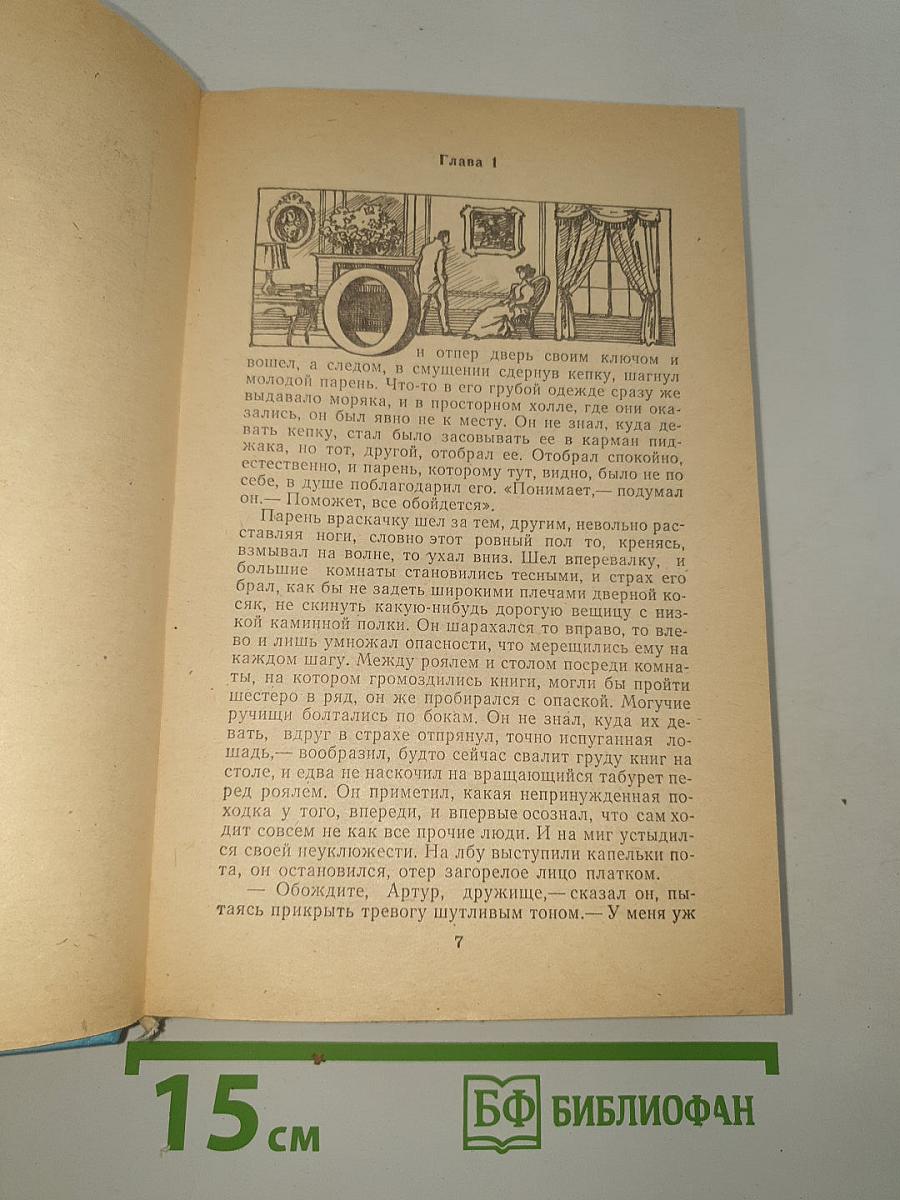 Глава 1
Он отпер дверь своим ключом и
вошел, а следом, в смущении сдернув кепку, шагнул
молодой парень. Что-то в его грубой одежде сразу же
выдавало моряка, и в просторном холле, где они ока-
зались, он был явно не к месту. Он не знал, куда де-
вать кепку, стал было засовывать ее в карман пид-
жака, но тот, другой, отобрал ее. Отобрал спокойно,
естественно, и парень, которому тут, видно, было не по
себе, в душе поблагодарил его. «Понимает,— подумал
он.— Поможет, все обойдется».
Парень враскачку шел за тем, другим, невольно рас-
ставляя ноги, словно этот ровный пол то, кренясь,
взмывал на волне, то ухал вниз. Шел вперевалку, и
большие комнаты становились тесными, и страх его
брал, как бы не задеть широкими плечами дверной ко-
сяк, не скинуть какую-нибудь дорогую вещицу с низ-
кой каминной полки. Он шарахался то вправо, то вле-
во и лишь умножал опасности, что мерещились ему на
каждом шагу. Между роялем и столом посреди комна-
ты, на котором громоздились книги, могли бы пройти
шестеро в ряд, он же пробирался с опаской. Могучие
ручищи болтались по бокам. Он не знал, куда их де-
вать, вдруг в страхе отпрянул, точно испуганная ло-
шадь,— вообразил, будто сейчас свалит груду книг на
столе, и едва не наскочил на вращающийся табурет пе-
ред роялем. Он приметил, какая непринужденная по-
ходка у того, впереди, и впервые осознал, что сам хо-
дит совсем не как все прочие люди. И на миг устыдил-
ся своей неуклюжести. На лбу выступили капельки по-
та, он остановился, отер загорелое лицо платком.
— Обождите, Артур, дружище,— сказал он, пы-
таясь прикрыть тревогу шутливым тоном.— У меня уж
7
15 см
БФ БИБЛИОФАН